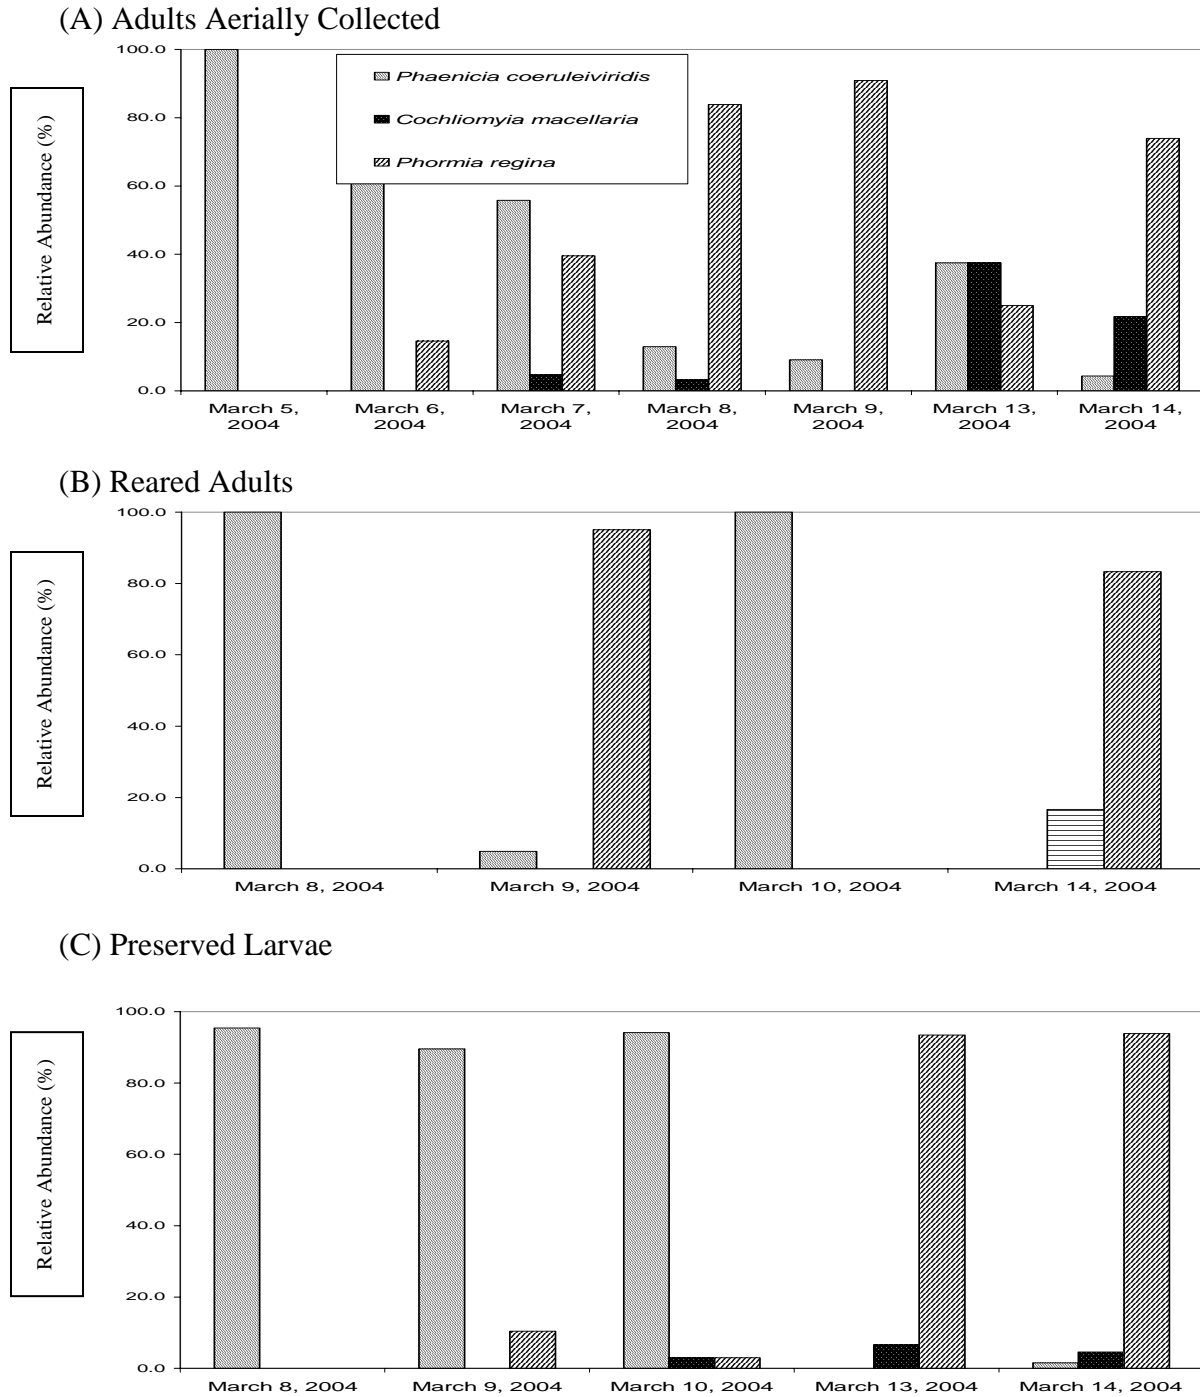 (A) Adults Aerially Collected
Relative Abundance (%)
100.0
80.0
60.0
40.0
20.0
0.0
Phaenicia coeruleiviridis
Cochliomyia macellaria
Phormia regina
March 5, 2004
March 6, 2004
March 7, 2004
March 8, 2004
March 9, 2004
March 13, 2004
March 14, 2004
(B) Reared Adults
Relative Abundance (%)
100.0
80.0
60.0
40.0
20.0
0.0
March 8, 2004
March 9, 2004
March 10, 2004
March 14, 2004
(C) Preserved Larvae
Relative Abundance (%)
100.0
80.0
60.0
40.0
20.0
0.0
March 8, 2004
March 9, 2004
March 10, 2004
March 13, 2004
March 14, 2004